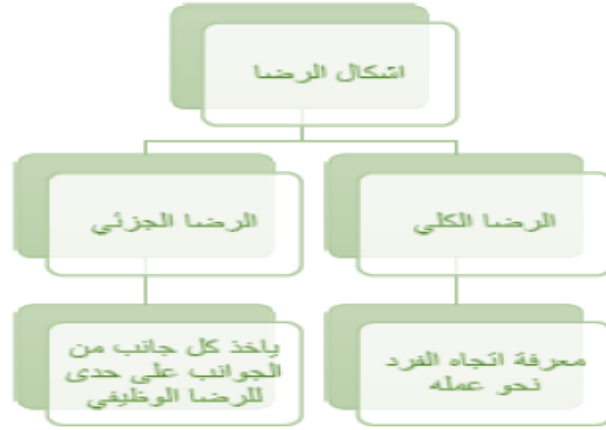 اشكال الرضا
الرضا الكلي
الرضا الجزئي
معرفة اتجاه الفرد
نحو عمله
ياخذ كل جانب من
الجوانب على حدى
للرضا الوظيفي